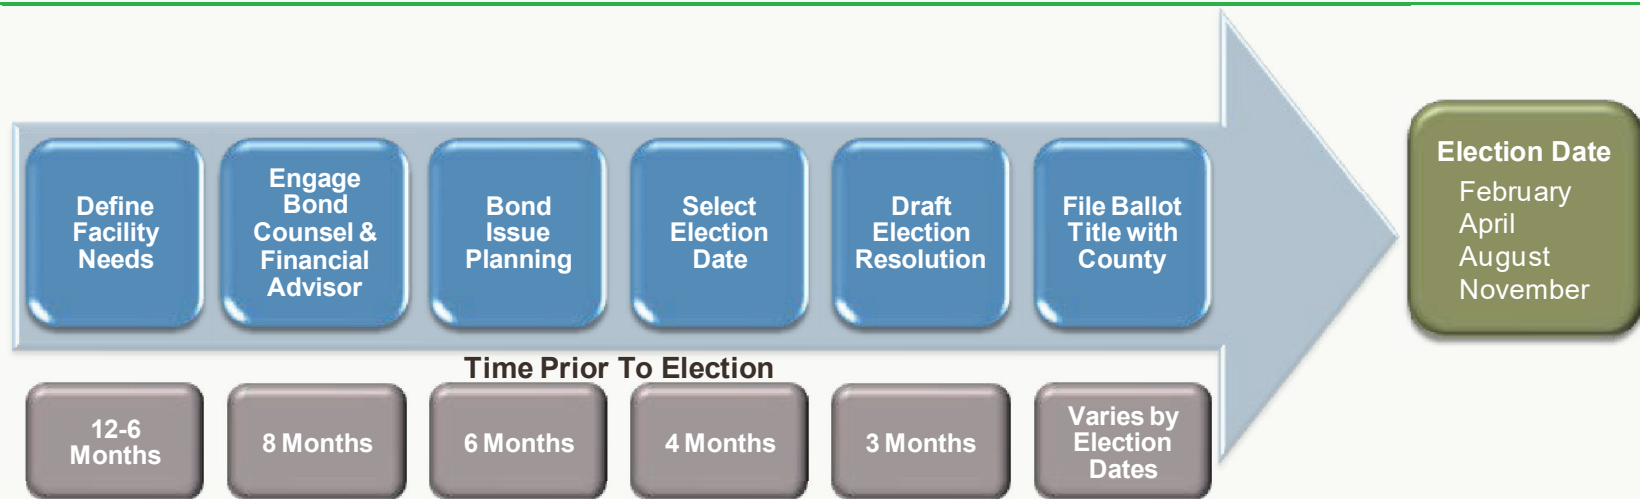 Define
Facility
Needs
Engage
Bond
Counsel &
Financial
Advisor
Bond
Issue
Planning
Select
Election
Date
Draft
Election
Resolution
File Ballot
Title with
County
Election Date
February
April
August
November
Time Prior To Election
12-6
Months
8 Months
6 Months
4 Months
3 Months
Varies by
Election
Dates